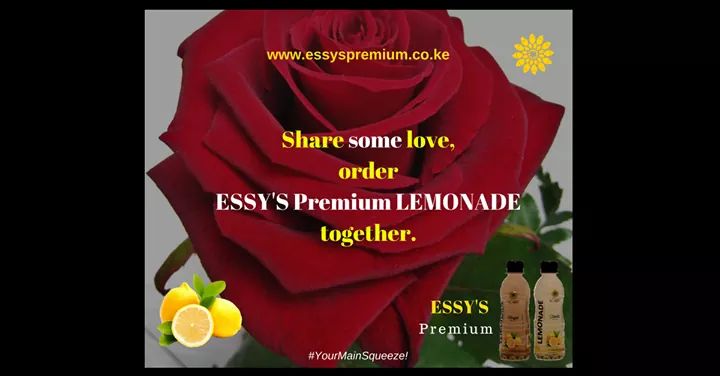 www.essyspremium.co.ke
Share some love,
order
ESSY'S Premium LEMONADE
together.
ESSY'S
Premium
LEMONADE
#YourMainSqueeze!